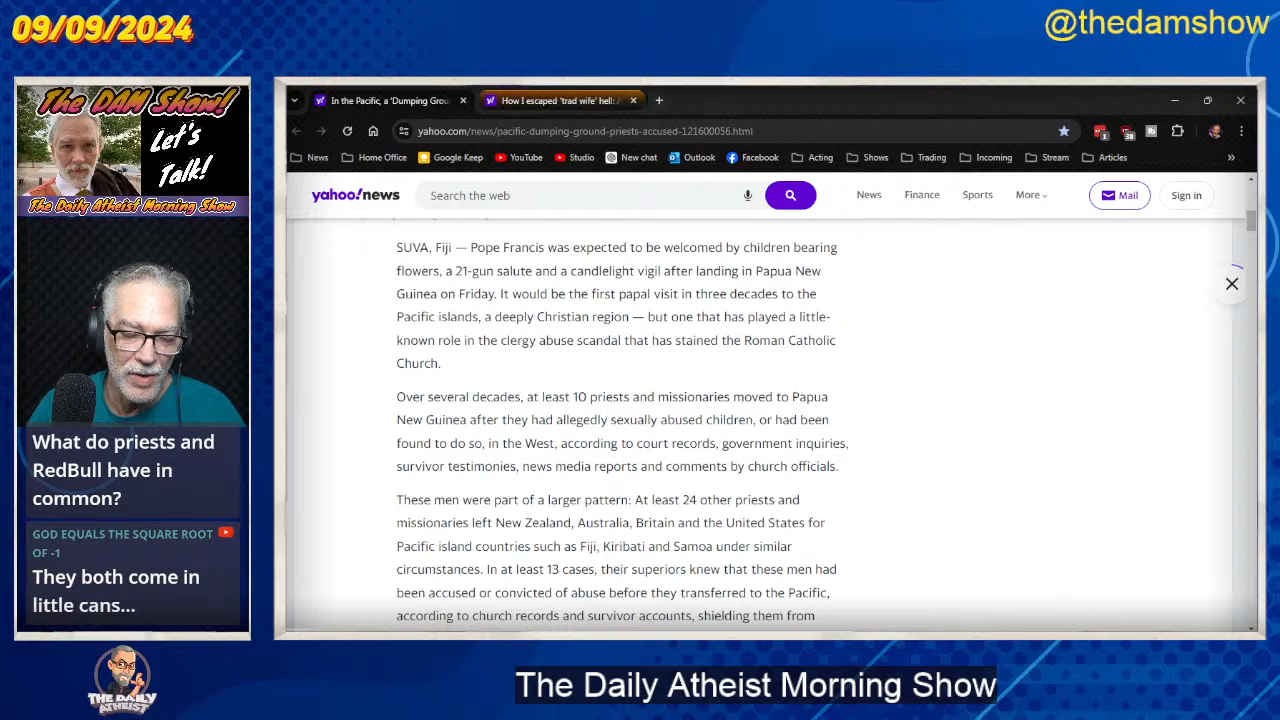 09/09/2024
@thedamshow
The DAM Show!
Let's
Talk!
The Daily Atheist Morning Show
In the Pacific, a 'Dumping Grou
How I escaped 'trad wife' hell:
yahoo.com/news/pacific-dumping-ground-priests-accused-121600056.html
News
Home Office
Google Keep
YouTube
Studio
New chat
Outlook
Facebook
Acting
Shows
Trading
Incoming
Stream
Articles
»
yahoo!news
Search the web
News
Finance
Sports
More
Mail
Sign in
SUVA, Fiji — Pope Francis was expected to be welcomed by children bearing
flowers, a 21-gun salute and a candlelight vigil after landing in Papua New
Guinea on Friday. It would be the first papal visit in three decades to the
Pacific islands, a deeply Christian region — but one that has played a little-
known role in the clergy abuse scandal that has stained the Roman Catholic
Church.
Over several decades, at least 10 priests and missionaries moved to Papua
New Guinea after they had allegedly sexually abused children, or had been
found to do so, in the West, according to court records, government inquiries,
survivor testimonies, news media reports and comments by church officials.
These men were part of a larger pattern: At least 24 other priests and
missionaries left New Zealand, Australia, Britain and the United States for
Pacific island countries such as Fiji, Kiribati and Samoa under similar
circumstances. In at least 13 cases, their superiors knew that these men had
been accused or convicted of abuse before they transferred to the Pacific,
according to church records and survivor accounts, shielding them from
What do priests and
RedBull have in
common?
GOD EQUALS THE SQUARE ROOT
OF -1
They both come in
little cans...
THE DAILY
ATHEIST
The Daily Atheist Morning Show